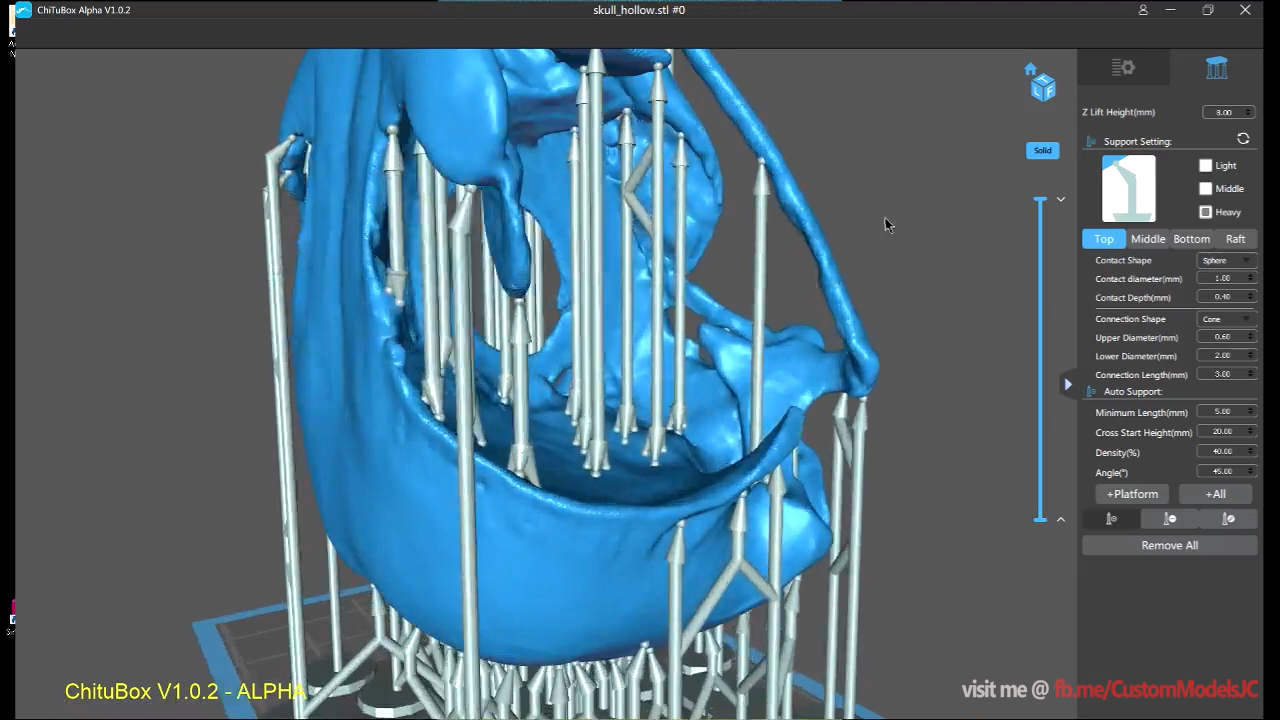 ChiTuBox Alpha V1.0.2
skull_hollow.stl #0
Z Lift Height(mm) 8.00
Support Setting:
Light
Middle
Heavy
Top Middle Bottom Raft
Contact Shape Sphere
Contact diameter(mm) 1.00
Contact Depth(mm) 0.40
Connection Shape Cone
Upper Diameter(mm) 0.60
Lower Diameter(mm) 2.00
Connection Length(mm) 3.00
Auto Support:
Minimum Length(mm) 5.00
Cross Start Height(mm) 20.00
Density(%) 40.00
Angle(°) 45.00
+Platform +All
Remove All
Solid
T
L F
ChituBox V1.0.2 - ALPHA
visit me @ fb.me/CustomModelsJC